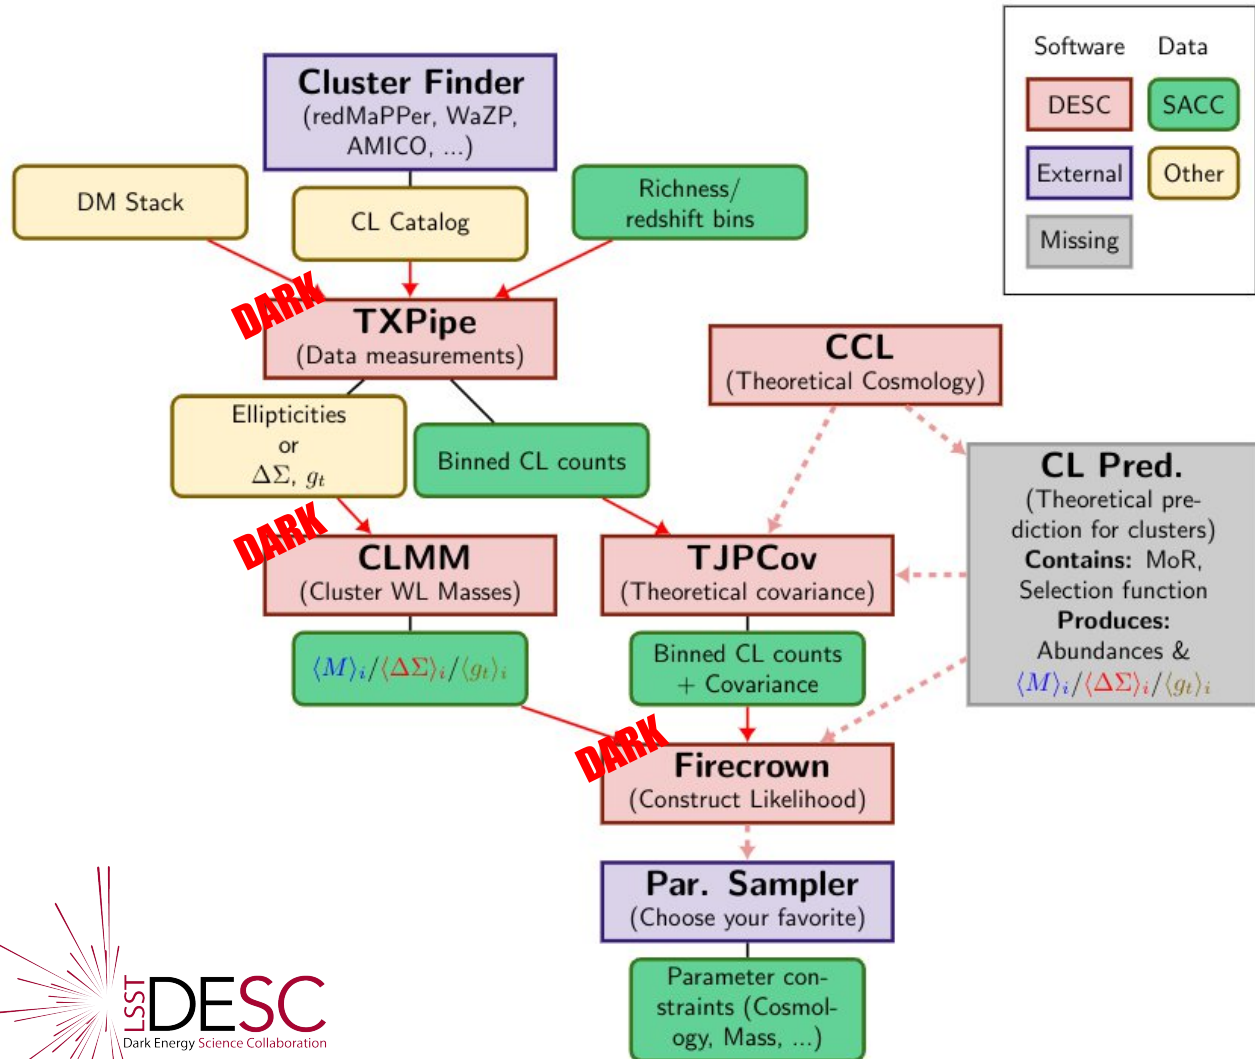 Software Data
DESC SACC
External Other
Missing
Cluster Finder
(redMaPPer, WaZP,
AMICO, ...)
DM Stack
CL Catalog
Richness/
redshift bins
DARK
TXPipe
(Data measurements)
CCL
(Theoretical Cosmology)
Ellipticities
or
ΔΣ, gₜ
Binned CL counts
CL Pred.
(Theoretical pre-
diction for clusters)
Contains: MoR,
Selection function
Produces:
Abundances &
⟨M⟩ᵢ/⟨ΔΣ⟩ᵢ/⟨gₜ⟩ᵢ
DARK
CLMM
(Cluster WL Masses)
TJPCov
(Theoretical covariance)
⟨M⟩ᵢ/⟨ΔΣ⟩ᵢ/⟨gₜ⟩ᵢ
Binned CL counts
+ Covariance
DARK
Firecrown
(Construct Likelihood)
Par. Sampler
(Choose your favorite)
Parameter con-
straints (Cosmol-
ogy, Mass, ...)
LSST
DESC
Dark Energy Science Collaboration